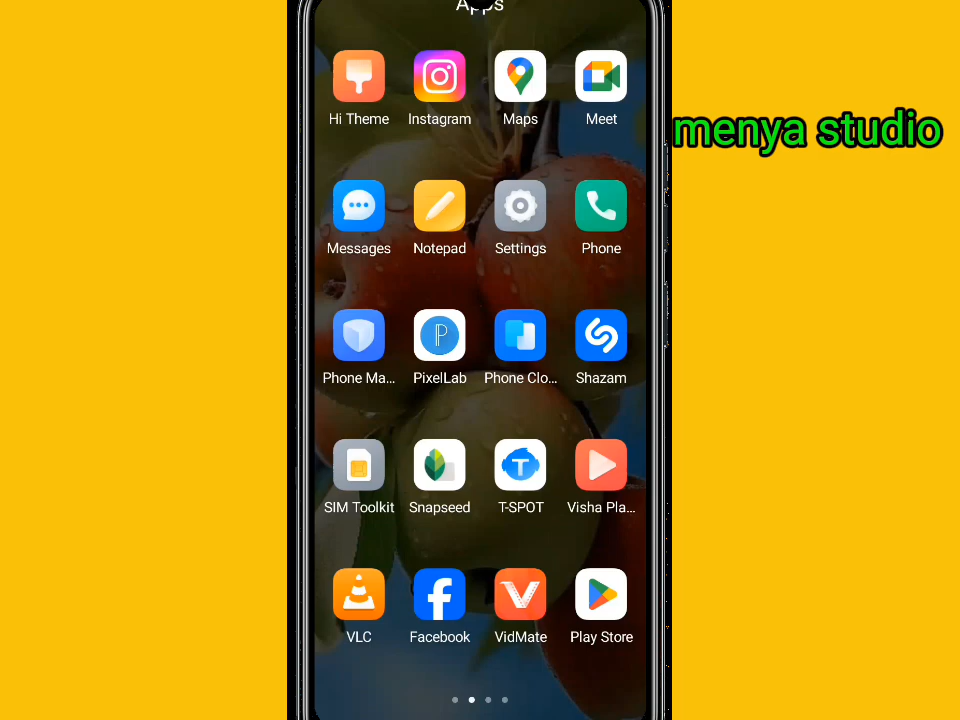 Apps
Hi Theme Instagram Maps Meet
menya studio
Messages Notepad Settings Phone
Phone Ma... PixelLab Phone Clo... Shazam
SIM Toolkit Snapseed T-SPOT Visha Pla...
VLC Facebook VidMate Play Store